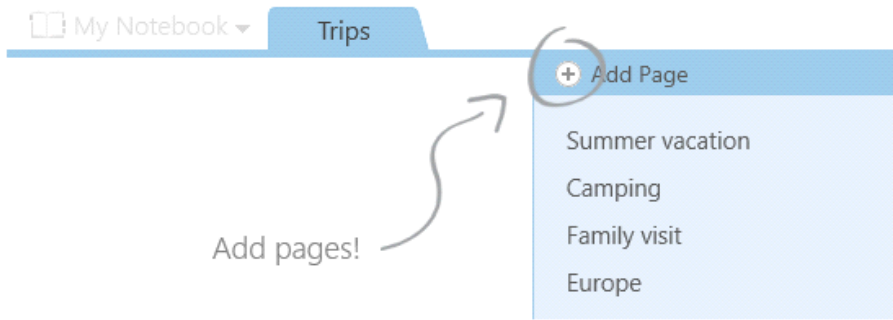 My Notebook
Trips
Add Page
Summer vacation
Camping
Family visit
Europe
Add pages!